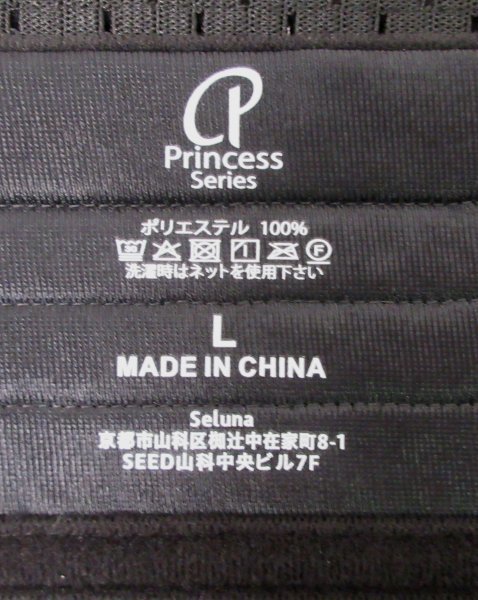 Princess
Series
ポリエステル 100%
洗濯時はネットを使用下さい
L
MADE IN CHINA
Seluna
京都市山科区椥辻中在家町8-1
SEED山科中央ビル7F